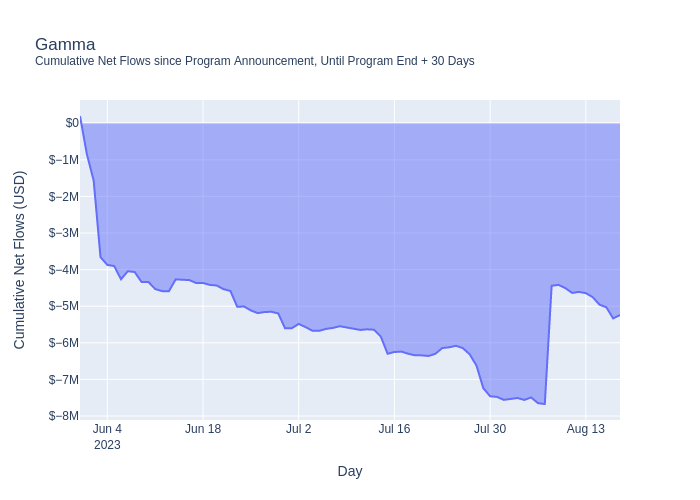 Gamma
Cumulative Net Flows since Program Announcement, Until Program End + 30 Days
Cumulative Net Flows (USD)
$0
$−1M
$−2M
$−3M
$−4M
$−5M
$−6M
$−7M
$−8M
Jun 4 Jun 18 Jul 2 Jul 16 Jul 30 Aug 13
2023
Day